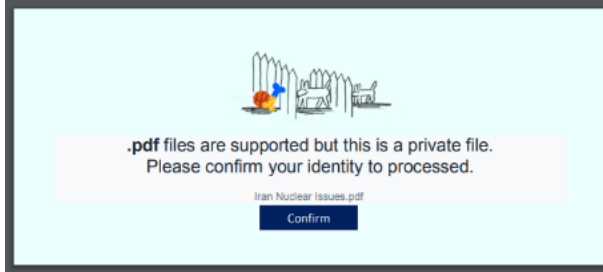 .pdf files are supported but this is a private file.
Please confirm your identity to processed.
Iran Nuclear Issues.pdf
Confirm